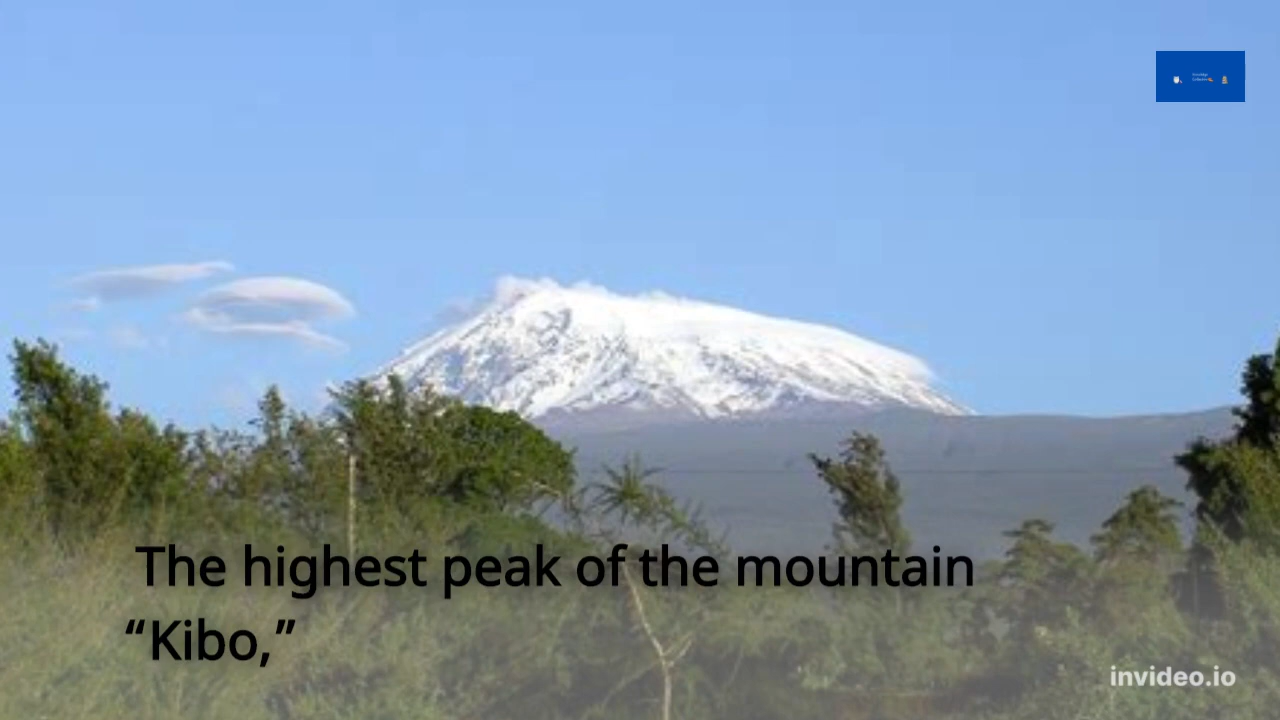 The highest peak of the mountain
“Kibo,”
invideo.io